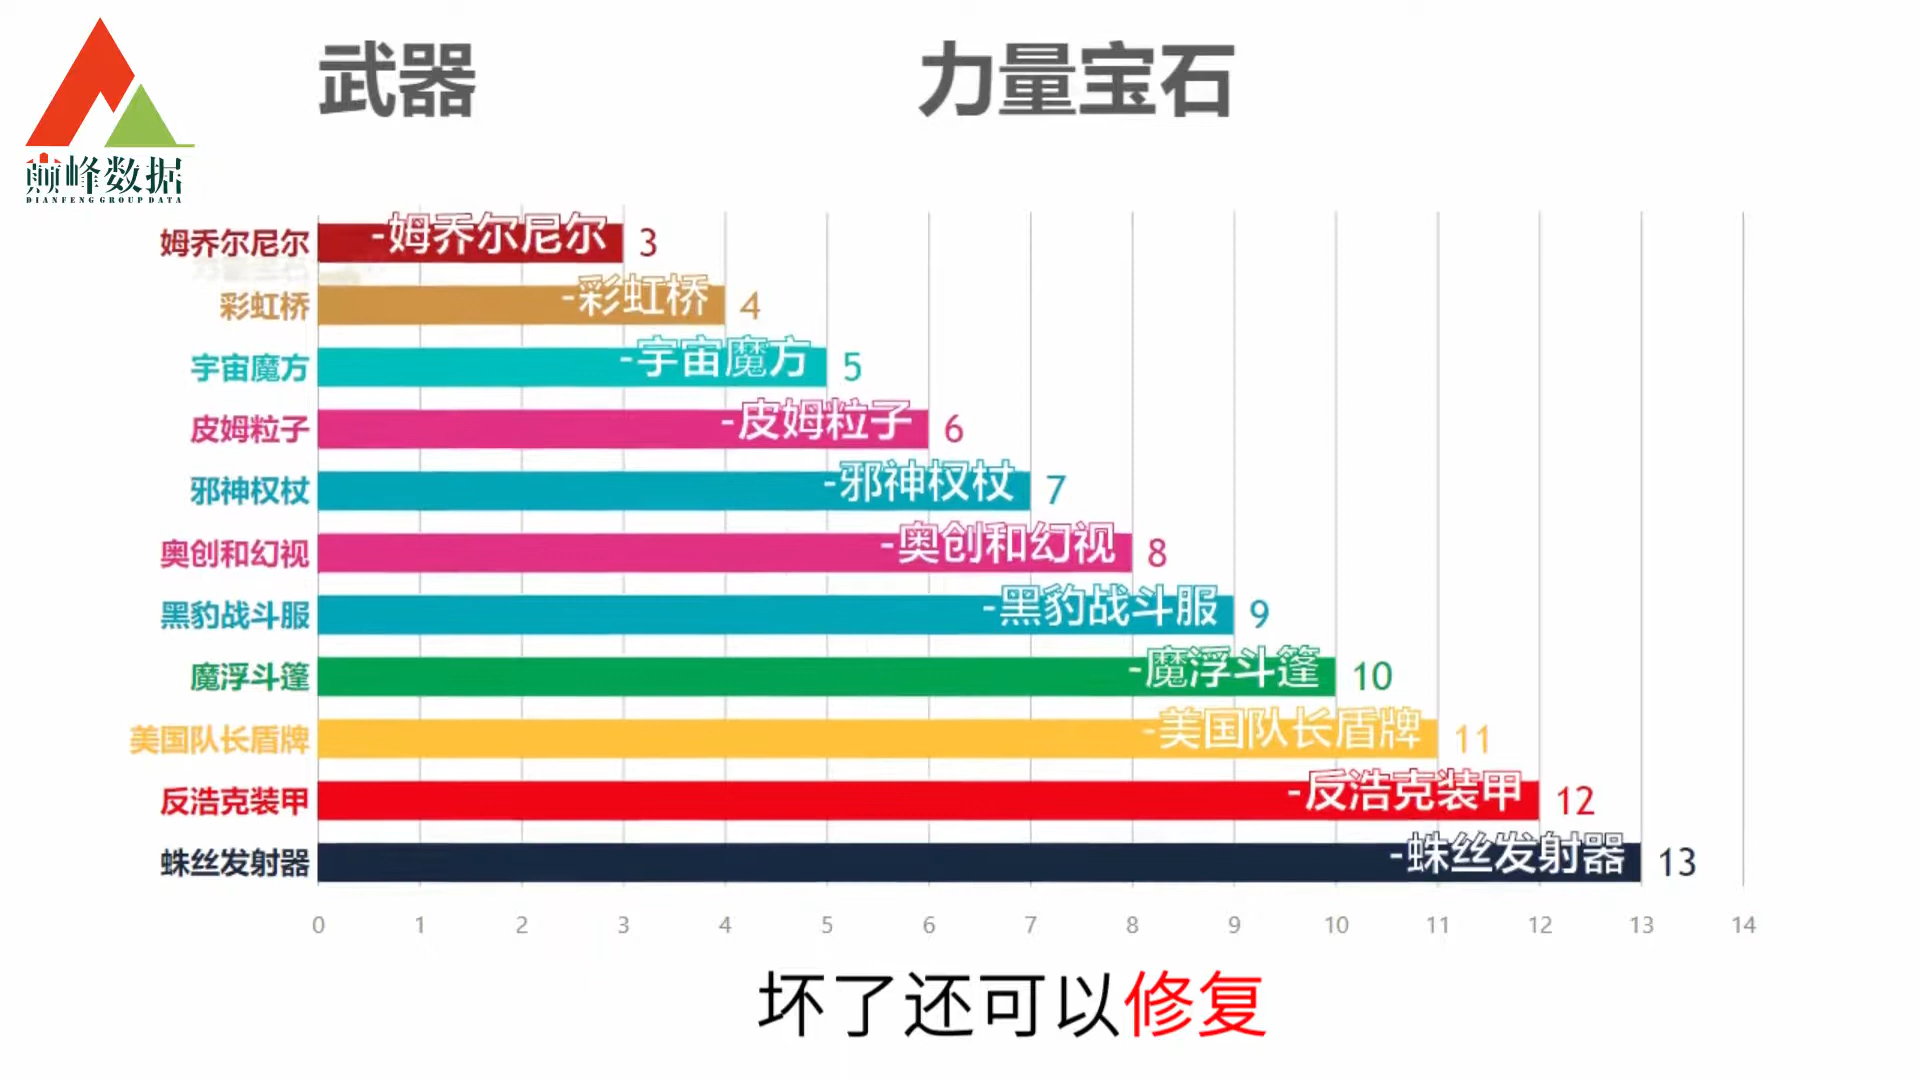 武器
力量宝石
巅峰数据
DIANFENG GROUP DATA
姆乔尔尼尔 -姆乔尔尼尔 3
彩虹桥 -彩虹桥 4
宇宙魔方 -宇宙魔方 5
皮姆粒子 -皮姆粒子 6
邪神权杖 -邪神权杖 7
奥创和幻视 -奥创和幻视 8
黑豹战斗服 -黑豹战斗服 9
魔浮斗篷 -魔浮斗篷 10
美国队长盾牌 -美国队长盾牌 11
反浩克装甲 -反浩克装甲 12
蛛丝发射器 -蛛丝发射器 13
0 1 2 3 4 5 6 7 8 9 10 11 12 13 14
坏了还可以修复